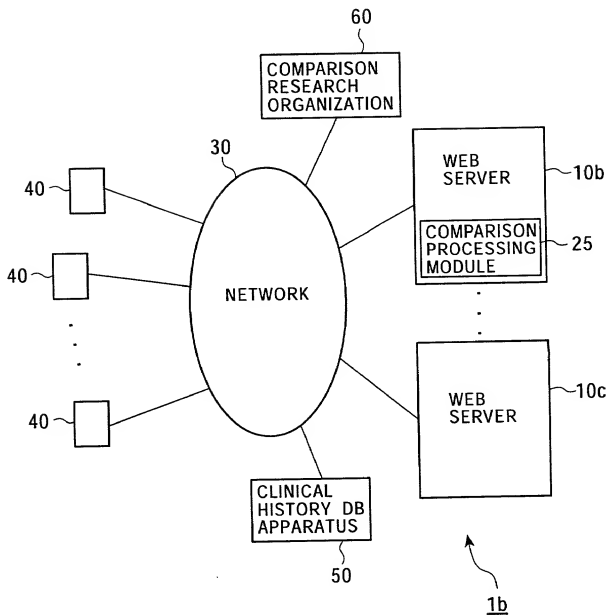 60
COMPARISON
RESEARCH
ORGANIZATION
30
40
WEB
SERVER
10b
COMPARISON
PROCESSING
MODULE
25
40
NETWORK
40
WEB
SERVER
10c
CLINICAL
HISTORY DB
APPARATUS
50
1b